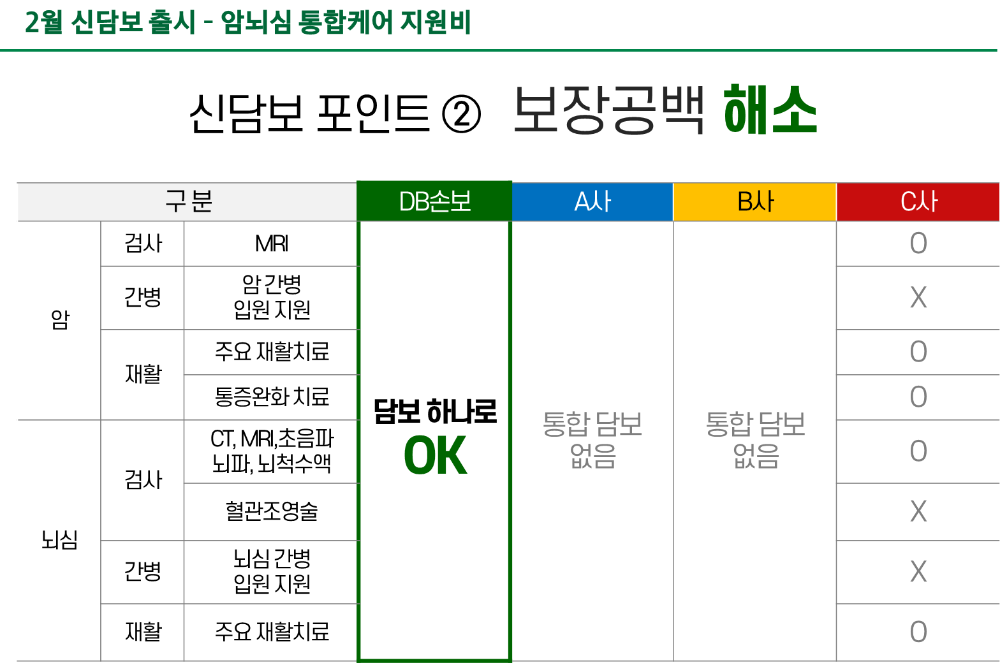 2월 신담보 출시 - 암뇌심 통합케어 지원비
신담보 포인트 ② 보장공백 해소
구 분 DB손보 A사 B사 C사
암
검사
MRI
O
간병
암 간병
입원 지원
X
재활
주요 재활치료
O
통증완화 치료
O
담보 하나로
OK
통합 담보
없음
통합 담보
없음
뇌심
검사
CT, MRI,초음파
뇌파, 뇌척수액
O
혈관조영술
X
간병
뇌심 간병
입원 지원
X
재활
주요 재활치료
O